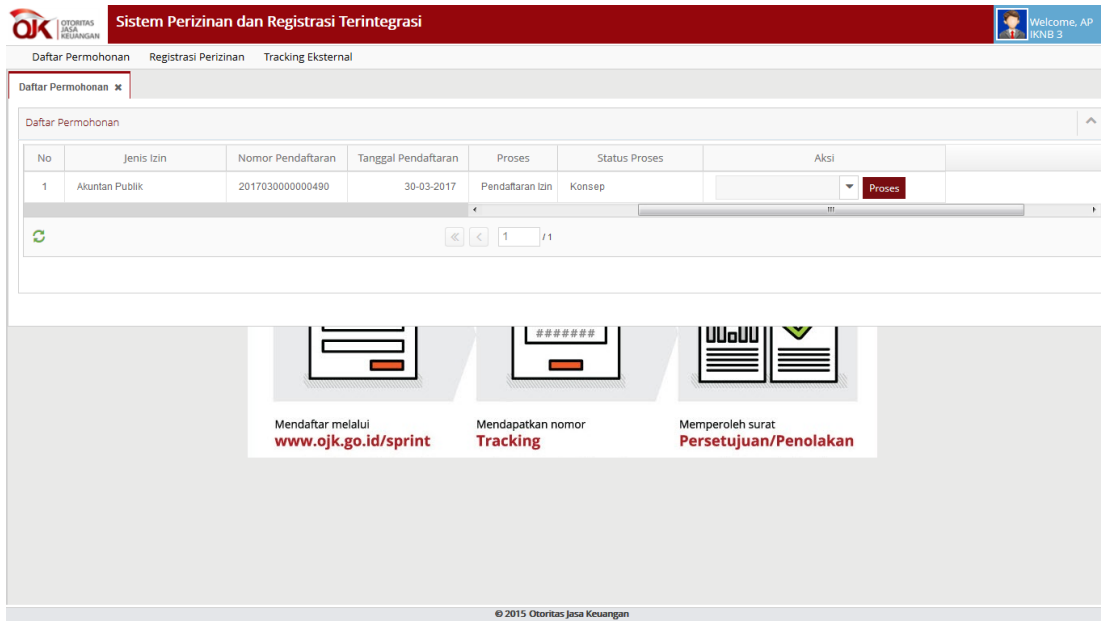 OJK OTORITAS JASA KEUANGAN
Sistem Perizinan dan Registrasi Terintegrasi
Welcome, AP
IKNB 3
Daftar Permohonan Registrasi Perizinan Tracking Eksternal
Daftar Permohonan
Daftar Permohonan
No Jenis Izin Nomor Pendaftaran Tanggal Pendaftaran Proses Status Proses Aksi
1 Akuntan Publik 2017030000000490 30-03-2017 Pendaftaran Izin Konsep Proses
1 / 1
#######
Mendaftar melalui
www.ojk.go.id/sprint
Mendapatkan nomor
Tracking
Memperoleh surat
Persetujuan/Penolakan
© 2015 Otoritas Jasa Keuangan